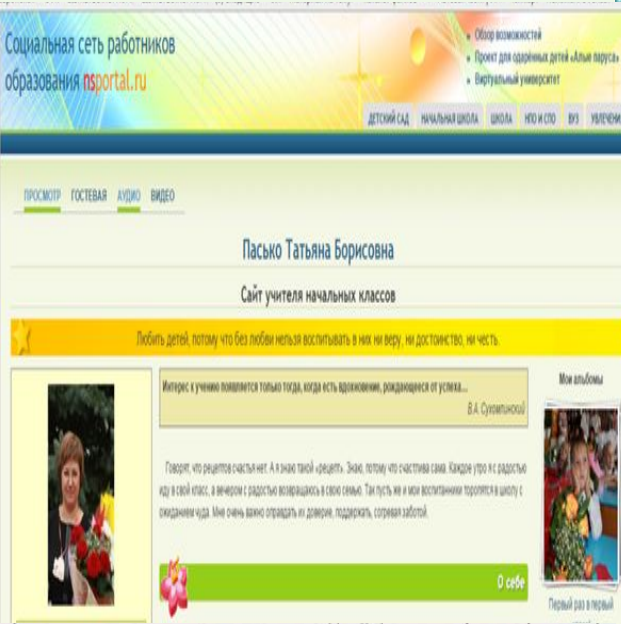 Социальная сеть работников
образования nsportal.ru
Обзор возможностей
Проект для одарённых детей «Алые паруса»
Виртуальный университет
ДЕТСКИЙ САД НАЧАЛЬНАЯ ШКОЛА ШКОЛА НПО И СПО ВУЗ УВЛЕЧЕНИ
ПРОСМОТР ГОСТЕВАЯ АУДИО ВИДЕО
Пасько Татьяна Борисовна
Сайт учителя начальных классов
Любить детей, потому что без любви нельзя воспитывать в них ни веру, ни достоинство, ни честь.
Интерес к учению появляется только тогда, когда есть вдохновение, рождающееся от успеха...
В.А. Сухомлинский
Говорят, что рецептов счастья нет. А я знаю такой «рецепт». Знаю, потому что счастлива сама. Каждое утро я с радостью
иду в свой класс, а вечером с радостью возвращаюсь в свою семью. Так пусть же и мои воспитанники торопятся в школу с
ожиданием чуда. Мне очень важно оправдать их доверие, поддержать, согревая заботой.
О себе
Мои альбомы
Первый раз в первый